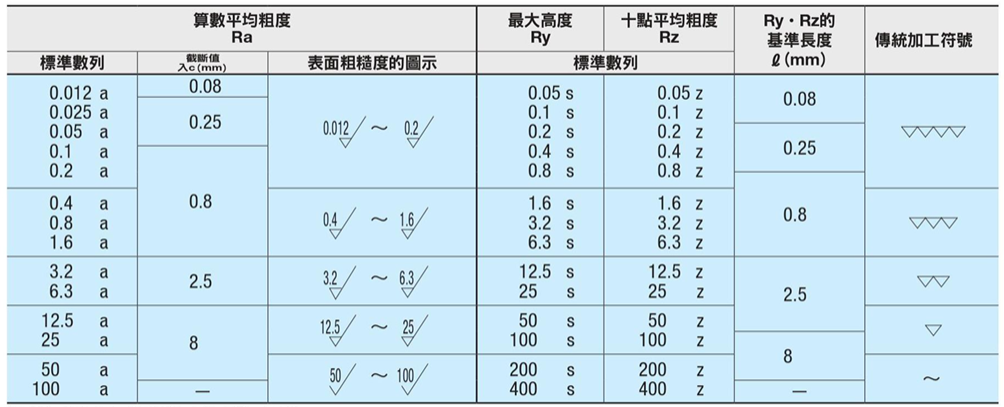 算數平均粗度
Ra
最大高度
Ry
十點平均粗度
Rz
Ry・Rz的
基準長度
ℓ(mm)
傳統加工符號
標準數列
截斷值
入c(mm)
表面粗糙度的圖示
標準數列
0.012 a
0.025 a
0.05 a
0.1 a
0.2 a
0.08
0.25
0.8
0.012 ～ 0.2
0.05 s
0.1 s
0.2 s
0.4 s
0.8 s
0.05 z
0.1 z
0.2 z
0.4 z
0.8 z
0.08
0.25
0.8
0.4 a
0.8 a
1.6 a
0.4 ～ 1.6
1.6 s
3.2 s
6.3 s
1.6 z
3.2 z
6.3 z
3.2 a
6.3 a
2.5
3.2 ～ 6.3
12.5 s
25 s
12.5 z
25 z
2.5
12.5 a
25 a
8
12.5 ～ 25
50 s
100 s
50 z
100 z
8
50 a
100 a
—
50 ～ 100
200 s
400 s
200 z
400 z
—
～